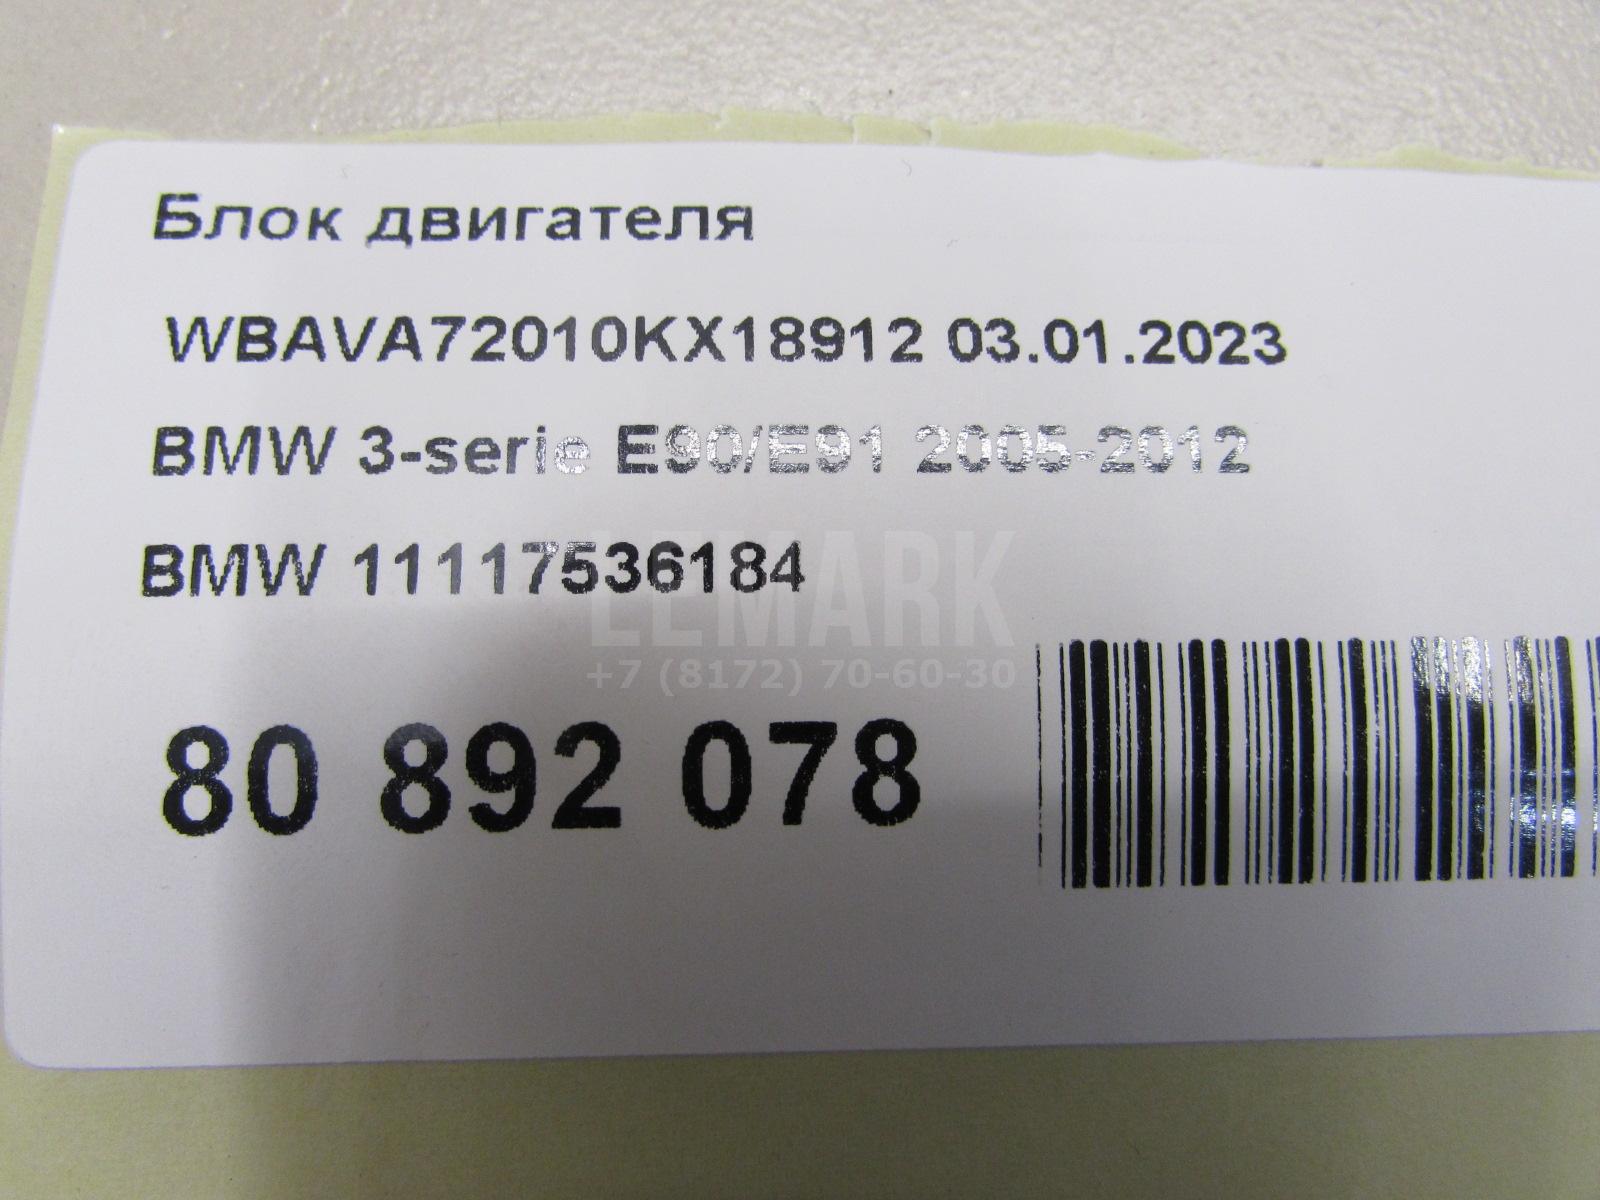 Блок двигателя
WBAVA72010KX18912 03.01.2023
BMW 3-serie E90/E91 2005-2012
BMW 11117536184
LEMARK
+7 (8172) 70-60-30
80 892 078